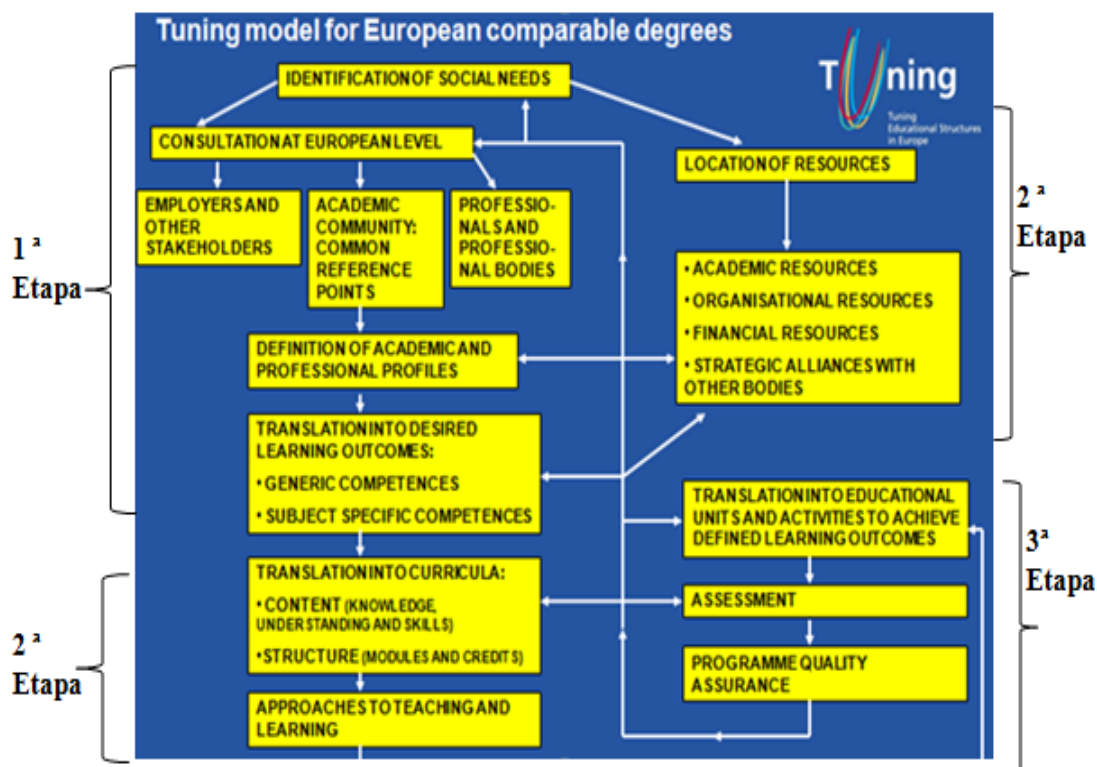 Tuning model for European comparable degrees
Tuning
Tuning
Educational Structures
in Europe
IDENTIFICATION OF SOCIAL NEEDS
CONSULTATION AT EUROPEAN LEVEL
LOCATION OF RESOURCES
EMPLOYERS AND
OTHER
STAKEHOLDERS
ACADEMIC
COMMUNITY:
COMMON
REFERENCE
POINTS
PROFESSIO-
NALS AND
PROFESSIO-
NAL BODIES
1ª
Etapa
2ª
Etapa
• ACADEMIC RESOURCES
• ORGANISATIONAL RESOURCES
• FINANCIAL RESOURCES
• STRATEGIC ALLIANCES WITH
OTHER BODIES
DEFINITION OF ACADEMIC AND
PROFESSIONAL PROFILES
TRANSLATION INTO DESIRED
LEARNING OUTCOMES:
• GENERIC COMPETENCES
• SUBJECT SPECIFIC COMPETENCES
TRANSLATION INTO EDUCATIONAL
UNITS AND ACTIVITIES TO ACHIEVE
DEFINED LEARNING OUTCOMES
3ª
Etapa
TRANSLATION INTO CURRICULA:
• CONTENT (KNOWLEDGE,
UNDERSTANDING AND SKILLS)
• STRUCTURE (MODULES AND CREDITS)
ASSESSMENT
2ª
Etapa
PROGRAMME QUALITY
ASSURANCE
APPROACHES TO TEACHING AND
LEARNING